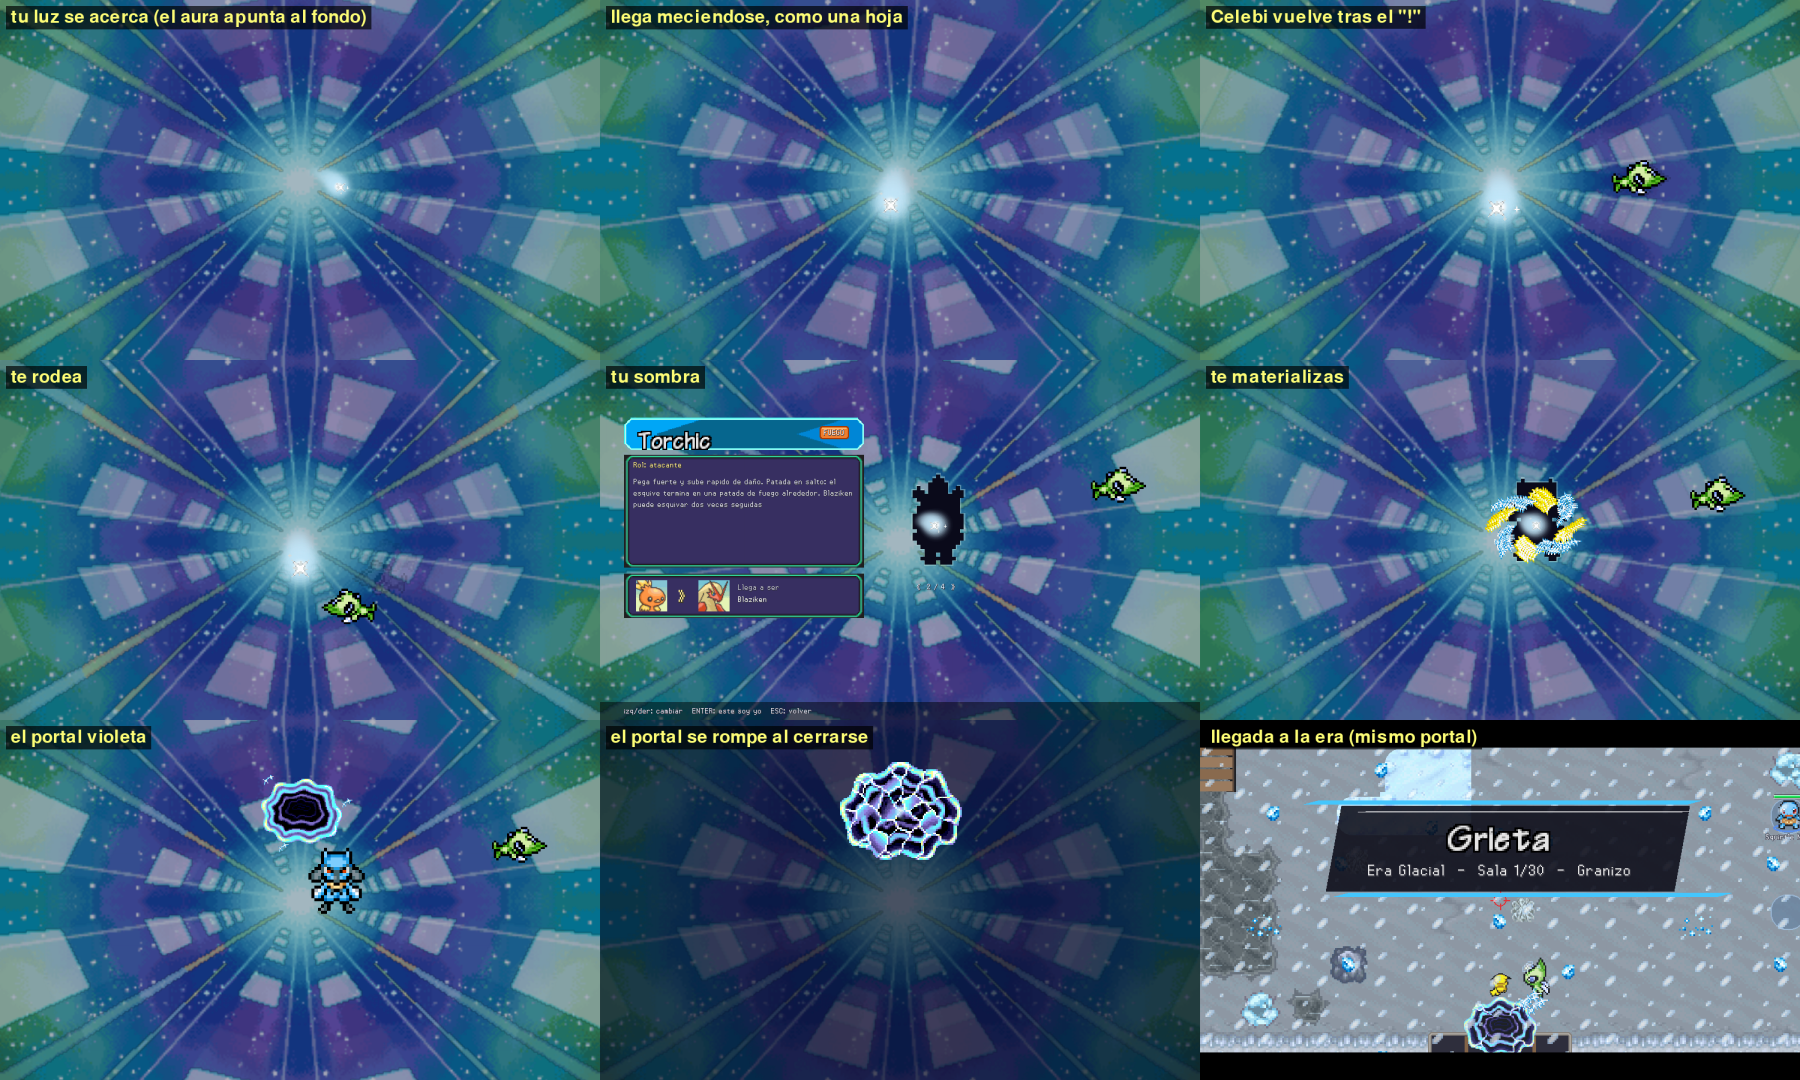 tu luz se acerca (el aura apunta al fondo)
llega meciendose, como una hoja
Celebi vuelve tras el "!"
te rodea
tu sombra
te materializas
Torchic
FUEGO
Rol: atacante
Pega fuerte y sube rapido de daño. Patada en salto: el
esquive termina en una patada de fuego alrededor. Blaziken
puede esquivar dos veces seguidas
Llega a ser
Blaziken
< 2/4 >
izq/der: cambiar   ENTER: este soy yo   ESC: volver
el portal violeta
el portal se rompe al cerrarse
llegada a la era (mismo portal)
Grieta
Era Glacial - Sala 1/30 - Granizo